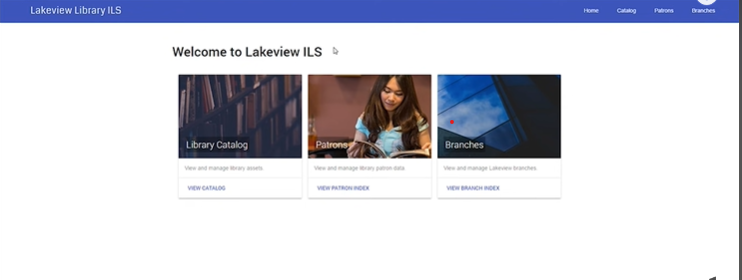 Lakeview Library ILS
Home Catalog Patrons Branches
Welcome to Lakeview ILS
Library Catalog
View and manage library assets
VIEW CATALOG
Patrons
View and manage library patron data
VIEW PATRON INDEX
Branches
View and manage Lakeview branches
VIEW BRANCH INDEX